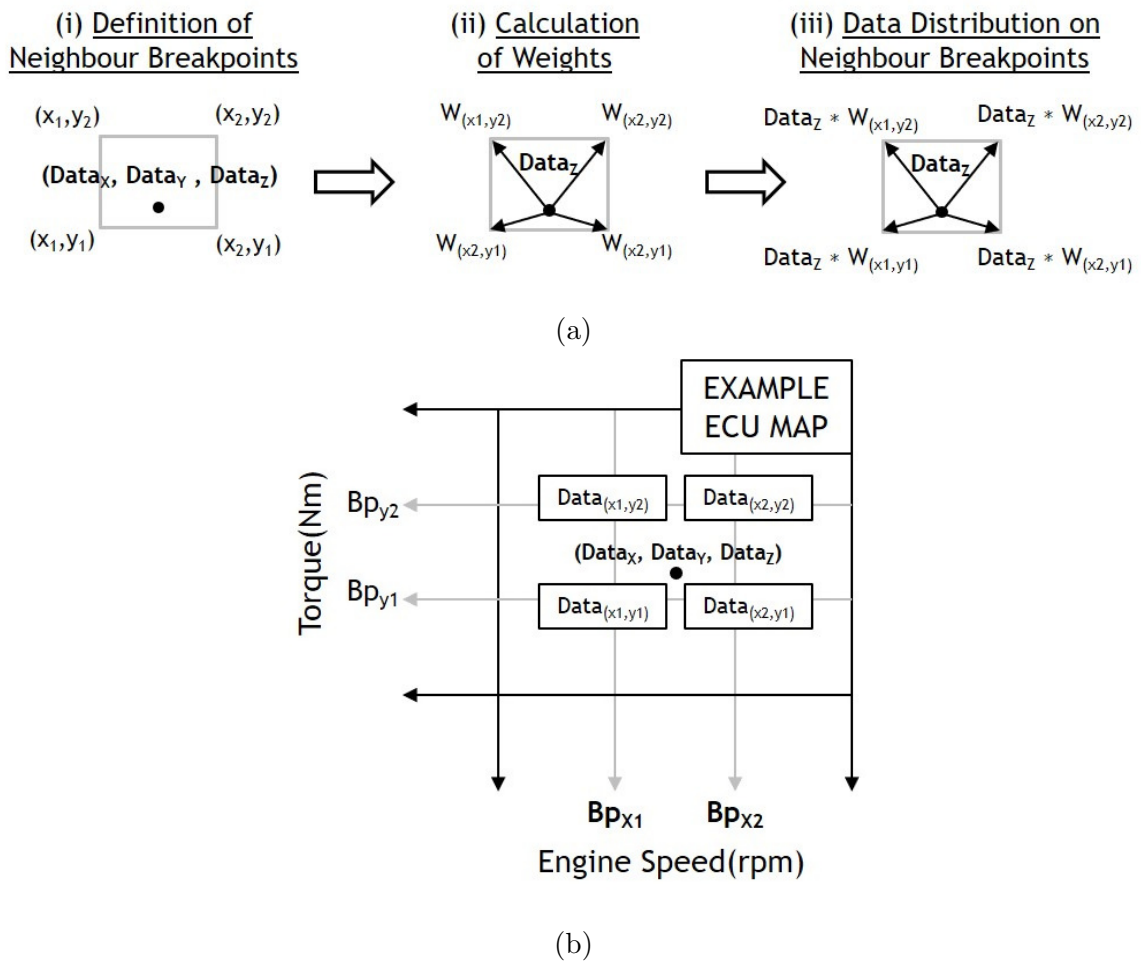 (i) Definition of
Neighbour Breakpoints
(ii) Calculation
of Weights
(iii) Data Distribution on
Neighbour Breakpoints
(x1,y2)
(x2,y2)
(DataX, DataY , DataZ)
(x1,y1)
(x2,y1)
W(x1,y2)
W(x2,y2)
DataZ
W(x2,y1)
W(x2,y1)
DataZ * W(x1,y2)
DataZ * W(x2,y2)
DataZ
DataZ * W(x1,y1)
DataZ * W(x2,y1)
(a)
EXAMPLE
ECU MAP
Torque(Nm)
Bpy2
Data(x1,y2)
Data(x2,y2)
(DataX, DataY, DataZ)
Bpy1
Data(x1,y1)
Data(x2,y1)
BpX1
BpX2
Engine Speed(rpm)
(b)